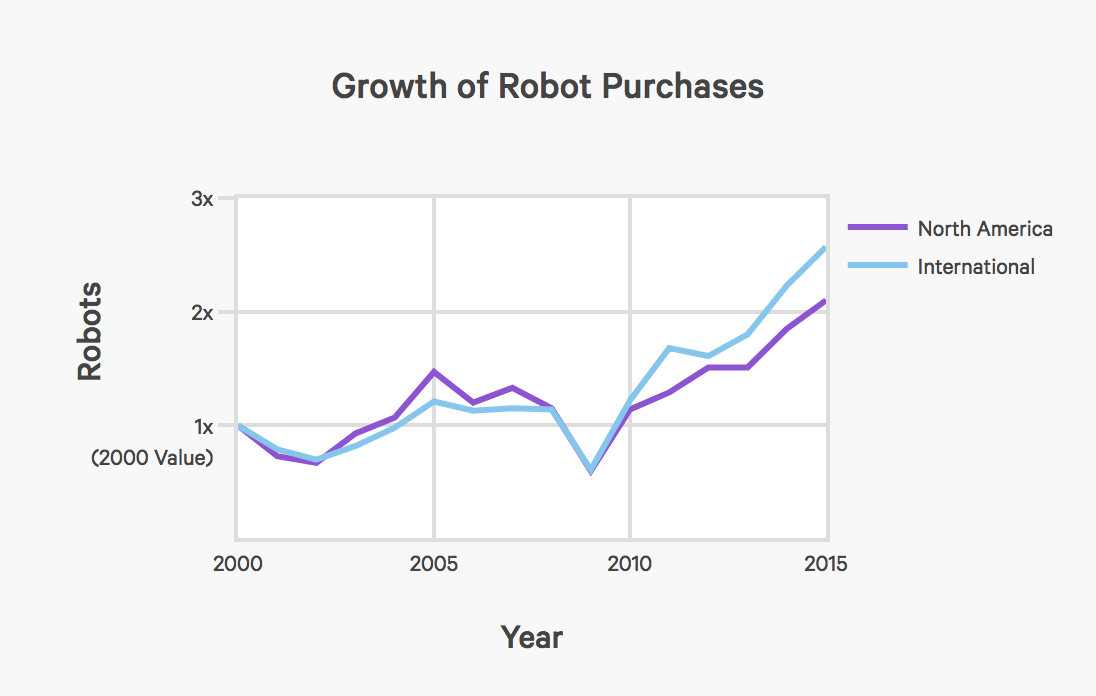 Growth of Robot Purchases
3x
2x
1x
(2000 Value)
Robots
North America
International
2000
2005
2010
2015
Year